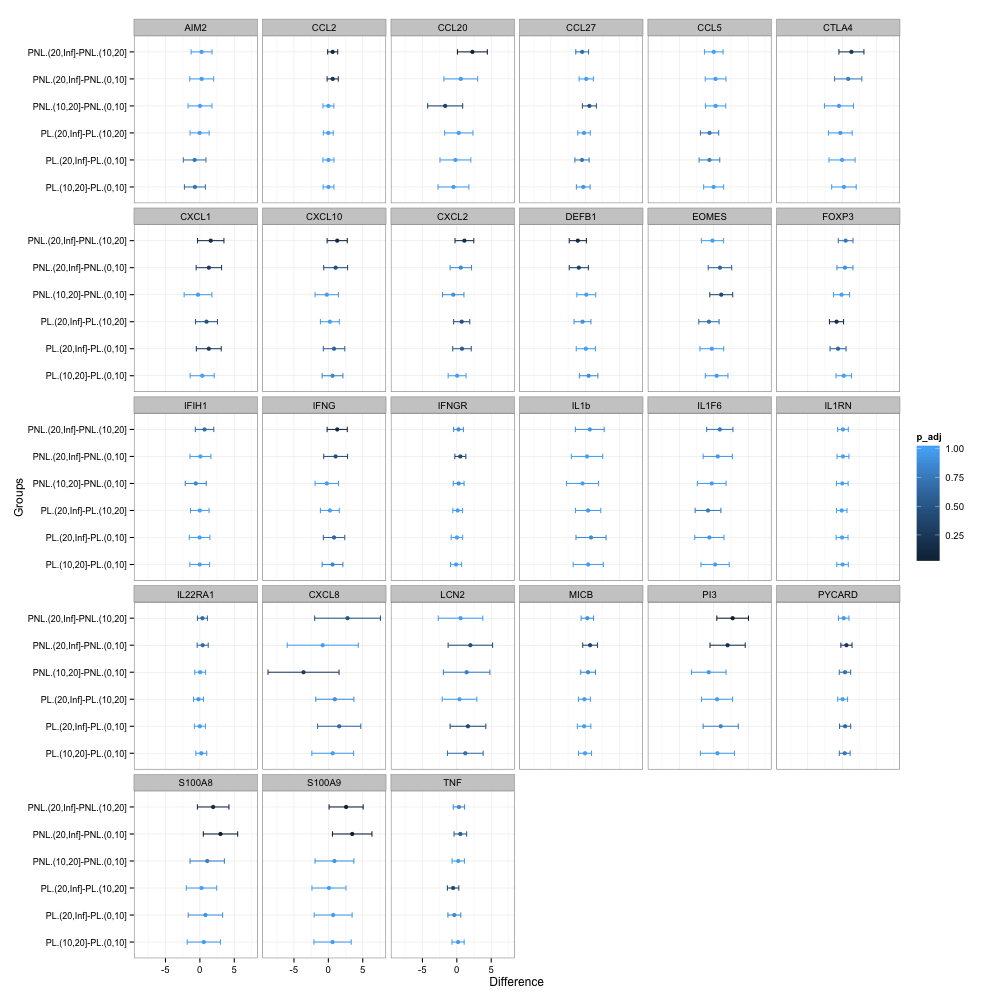 AIM2 CCL2 CCL20 CCL27 CCL5 CTLA4
PNL.(20,Inf]-PNL.(10,20]
PNL.(20,Inf]-PNL.(0,10]
PNL.(10,20]-PNL.(0,10]
PL.(20,Inf]-PL.(10,20]
PL.(20,Inf]-PL.(0,10]
PL.(10,20]-PL.(0,10]
CXCL1 CXCL10 CXCL2 DEFB1 EOMES FOXP3
PNL.(20,Inf]-PNL.(10,20]
PNL.(20,Inf]-PNL.(0,10]
PNL.(10,20]-PNL.(0,10]
PL.(20,Inf]-PL.(10,20]
PL.(20,Inf]-PL.(0,10]
PL.(10,20]-PL.(0,10]
IFIH1 IFNG IFNGR IL1b IL1F6 IL1RN
PNL.(20,Inf]-PNL.(10,20]
PNL.(20,Inf]-PNL.(0,10]
PNL.(10,20]-PNL.(0,10]
PL.(20,Inf]-PL.(10,20]
PL.(20,Inf]-PL.(0,10]
PL.(10,20]-PL.(0,10]
Groups
p_adj
1.00
0.75
0.50
0.25
IL22RA1 CXCL8 LCN2 MICB PI3 PYCARD
PNL.(20,Inf]-PNL.(10,20]
PNL.(20,Inf]-PNL.(0,10]
PNL.(10,20]-PNL.(0,10]
PL.(20,Inf]-PL.(10,20]
PL.(20,Inf]-PL.(0,10]
PL.(10,20]-PL.(0,10]
S100A8 S100A9 TNF
PNL.(20,Inf]-PNL.(10,20]
PNL.(20,Inf]-PNL.(0,10]
PNL.(10,20]-PNL.(0,10]
PL.(20,Inf]-PL.(10,20]
PL.(20,Inf]-PL.(0,10]
PL.(10,20]-PL.(0,10]
-5 0 5 -5 0 5 -5 0 5
Difference